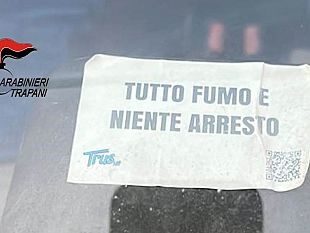 CARABINIERI
TRAPANI
TUTTO FUMO E
NIENTE ARRESTO
Trus